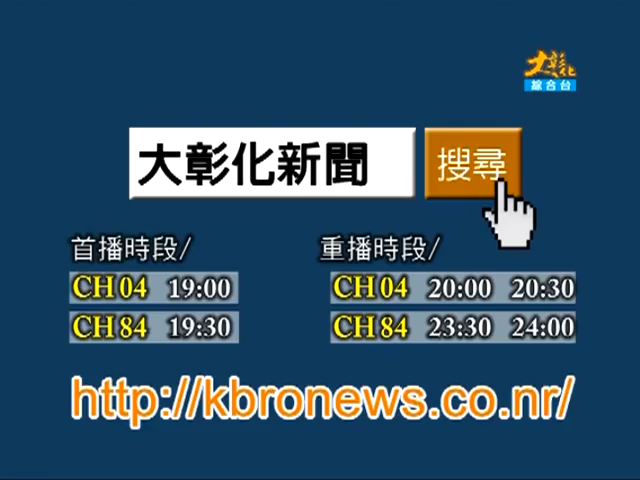 大彰化
綜合台
大彰化新聞 搜尋
首播時段/ 重播時段/
CH04 19:00 CH04 20:00 20:30
CH84 19:30 CH84 23:30 24:00
http://kbronews.co.nr/